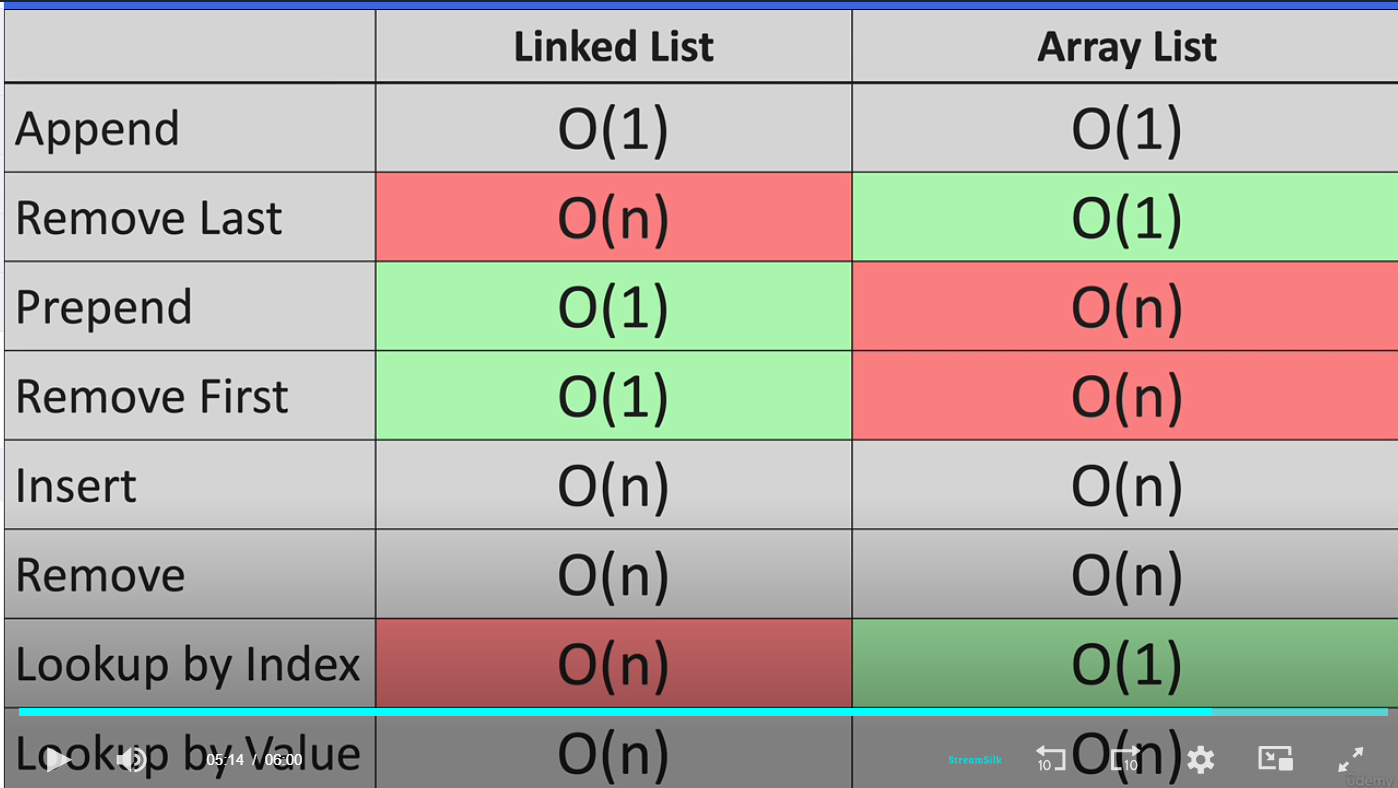 Linked List Array List
Append O(1) O(1)
Remove Last O(n) O(1)
Prepend O(1) O(n)
Remove First O(1) O(n)
Insert O(n) O(n)
Remove O(n) O(n)
Lookup by Index O(n) O(1)
Lookup by Value O(n) O(n)
05:14 / 06:00 StreamSilk 10 10
ûdemy